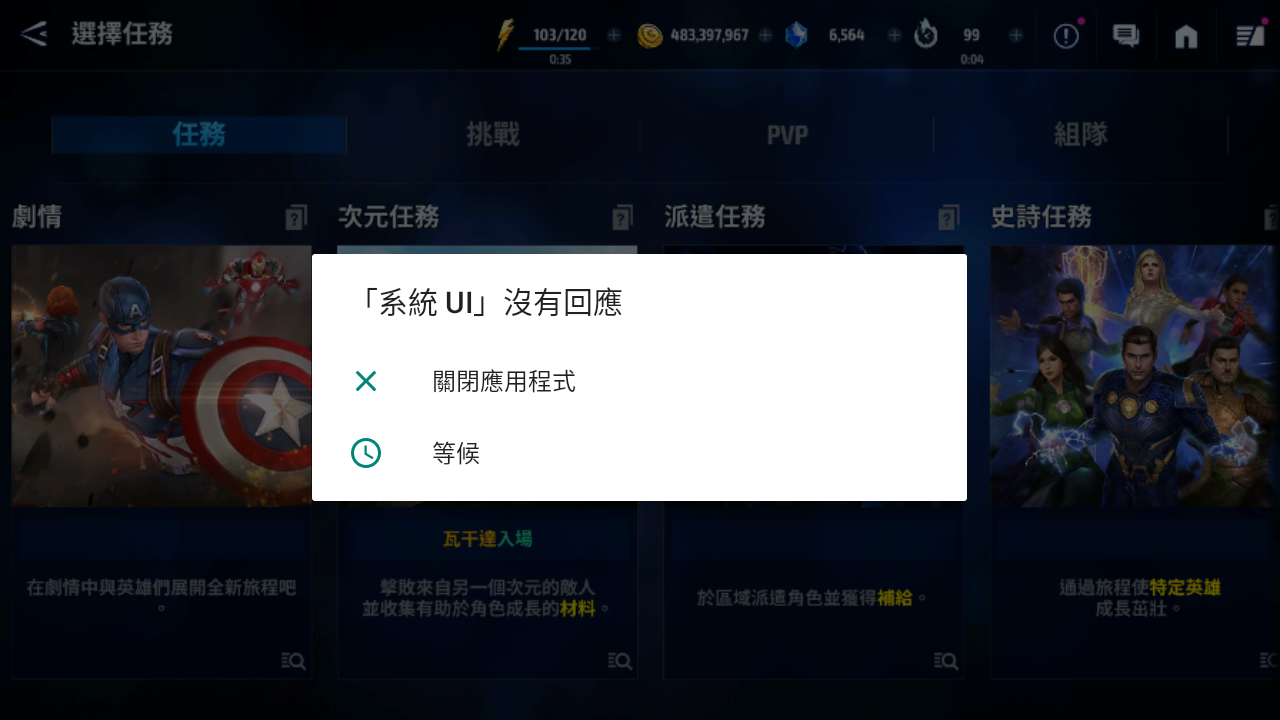 選擇任務
103/120
0:35
483,397,967
6,564
99
0:04
任務
挑戰
PVP
組隊
劇情
次元任務
派遣任務
史詩任務
「系統 UI」沒有回應
關閉應用程式
等候
在劇情中與英雄們展開全新旅程吧
。
瓦干達入場
擊敗來自另一個次元的敵人
並收集有助於角色成長的材料。
於區域派遣角色並獲得補給。
通過旅程使特定英雄
成長茁壯。